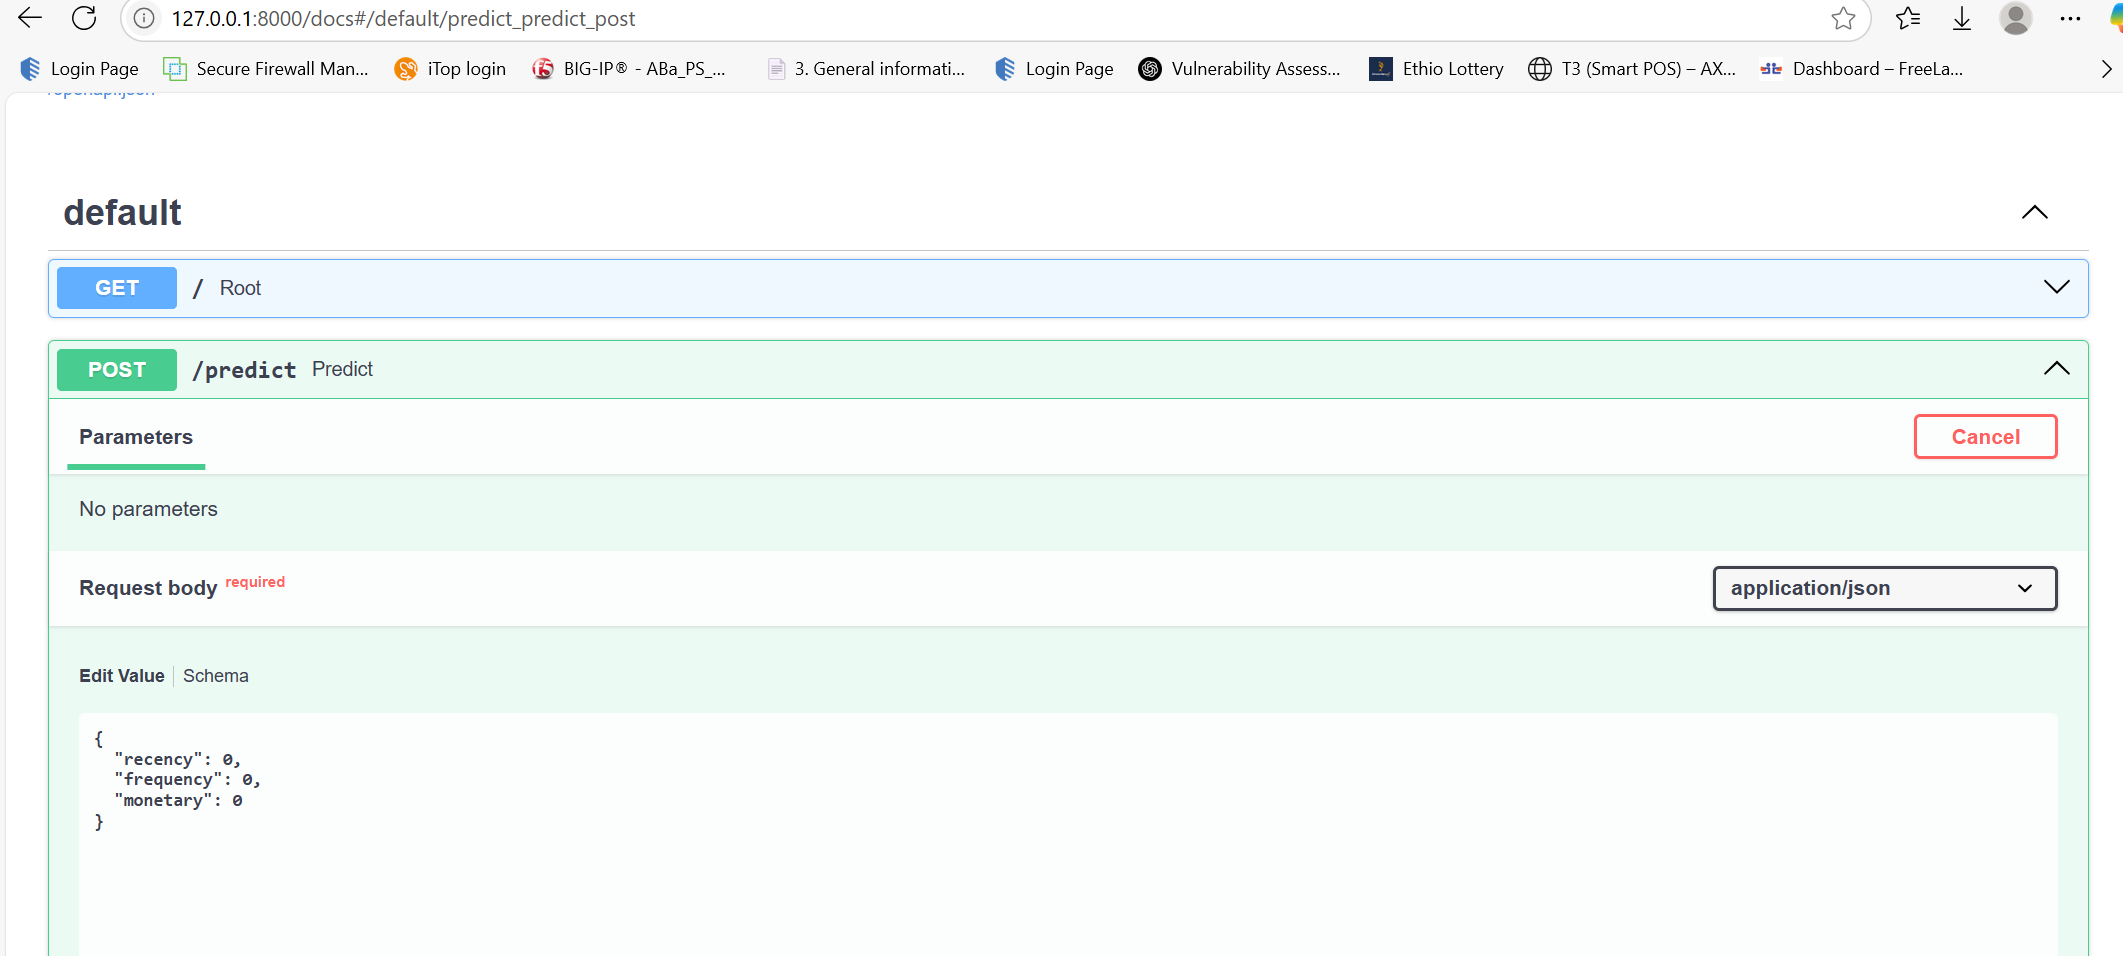 127.0.0.1:8000/docs#/default/predict_predict_post
Login Page Secure Firewall Man... iTop login BIG-IP® - ABa_PS_... 3. General informati... Login Page Vulnerability Assess... Ethio Lottery T3 (Smart POS) – AX... Dashboard – FreeLa...
/openapi.json
default
GET / Root
POST /predict Predict
Parameters Cancel
No parameters
Request body required application/json
Edit Value Schema
{
"recency": 0,
"frequency": 0,
"monetary": 0
}